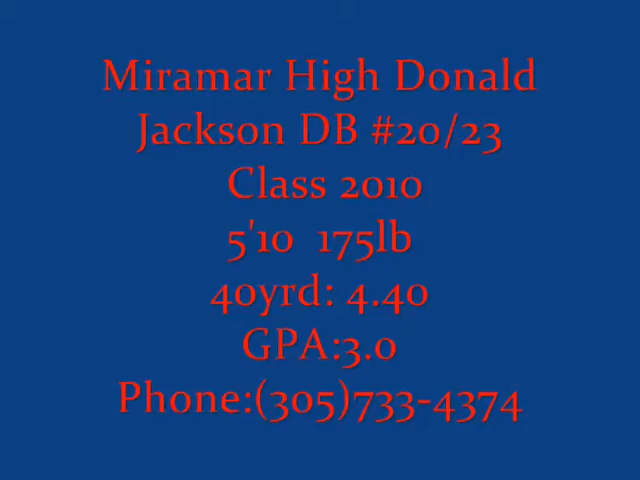 Miramar High Donald
Jackson DB #20/23
Class 2010
5'10 175lb
40yrd: 4.40
GPA:3.0
Phone:(305)733-4374